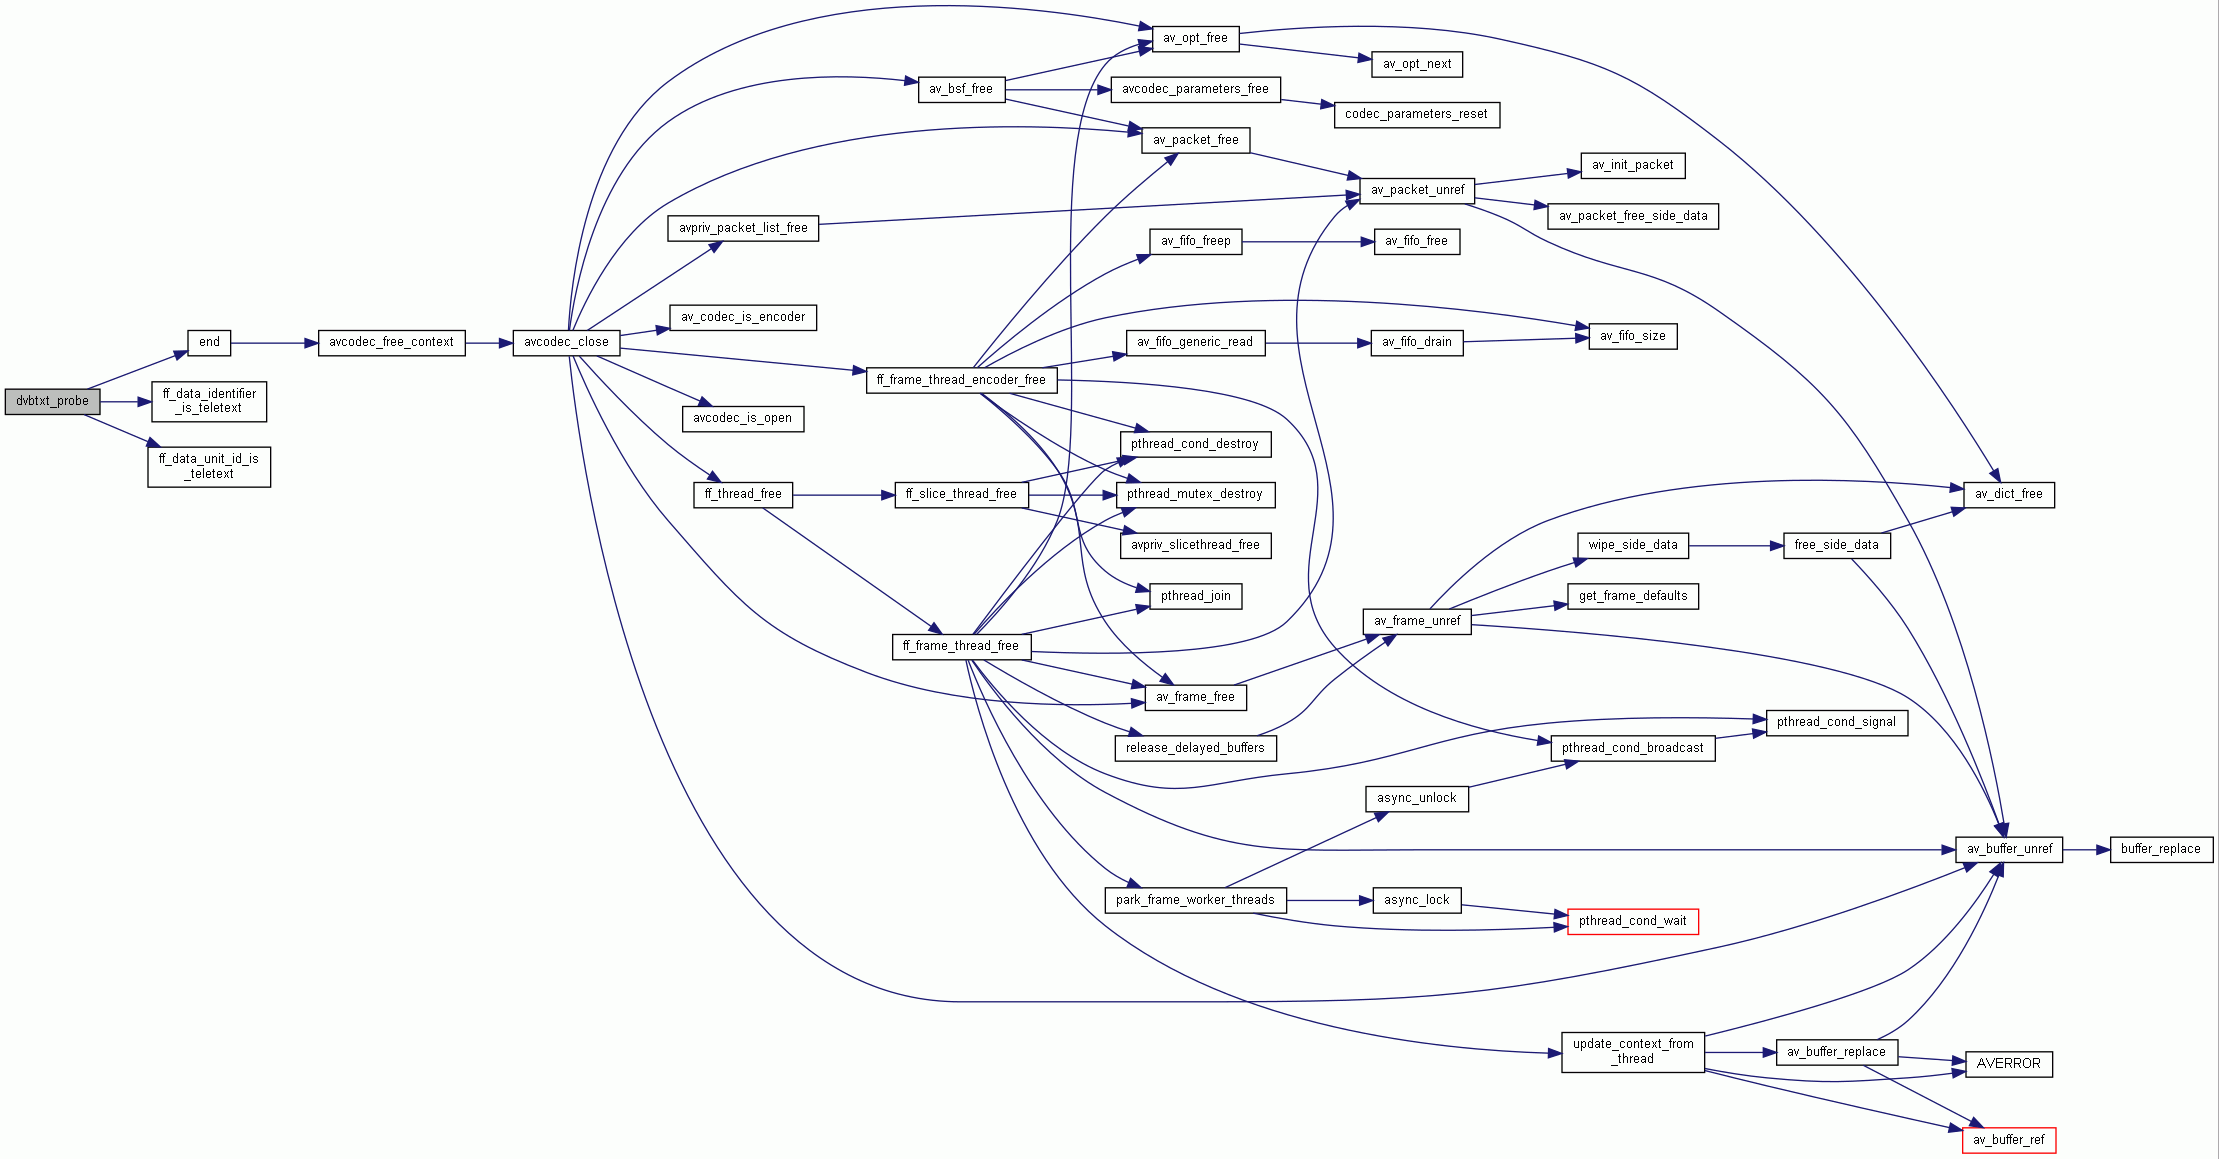 dvbtxt_probe
end
ff_data_identifier
_is_teletext
ff_data_unit_id_is
_teletext
avcodec_free_context
avcodec_close
av_opt_free
av_opt_next
av_bsf_free
avcodec_parameters_free
codec_parameters_reset
av_packet_free
av_packet_unref
av_init_packet
av_packet_free_side_data
avpriv_packet_list_free
av_fifo_freep
av_fifo_free
av_codec_is_encoder
av_fifo_generic_read
av_fifo_drain
av_fifo_size
ff_frame_thread_encoder_free
avcodec_is_open
pthread_cond_destroy
ff_thread_free
ff_slice_thread_free
pthread_mutex_destroy
av_dict_free
avpriv_slicethread_free
wipe_side_data
free_side_data
pthread_join
get_frame_defaults
av_frame_unref
ff_frame_thread_free
av_frame_free
pthread_cond_signal
release_delayed_buffers
pthread_cond_broadcast
async_unlock
av_buffer_unref
buffer_replace
park_frame_worker_threads
async_lock
pthread_cond_wait
update_context_from
_thread
av_buffer_replace
AVERROR
av_buffer_ref